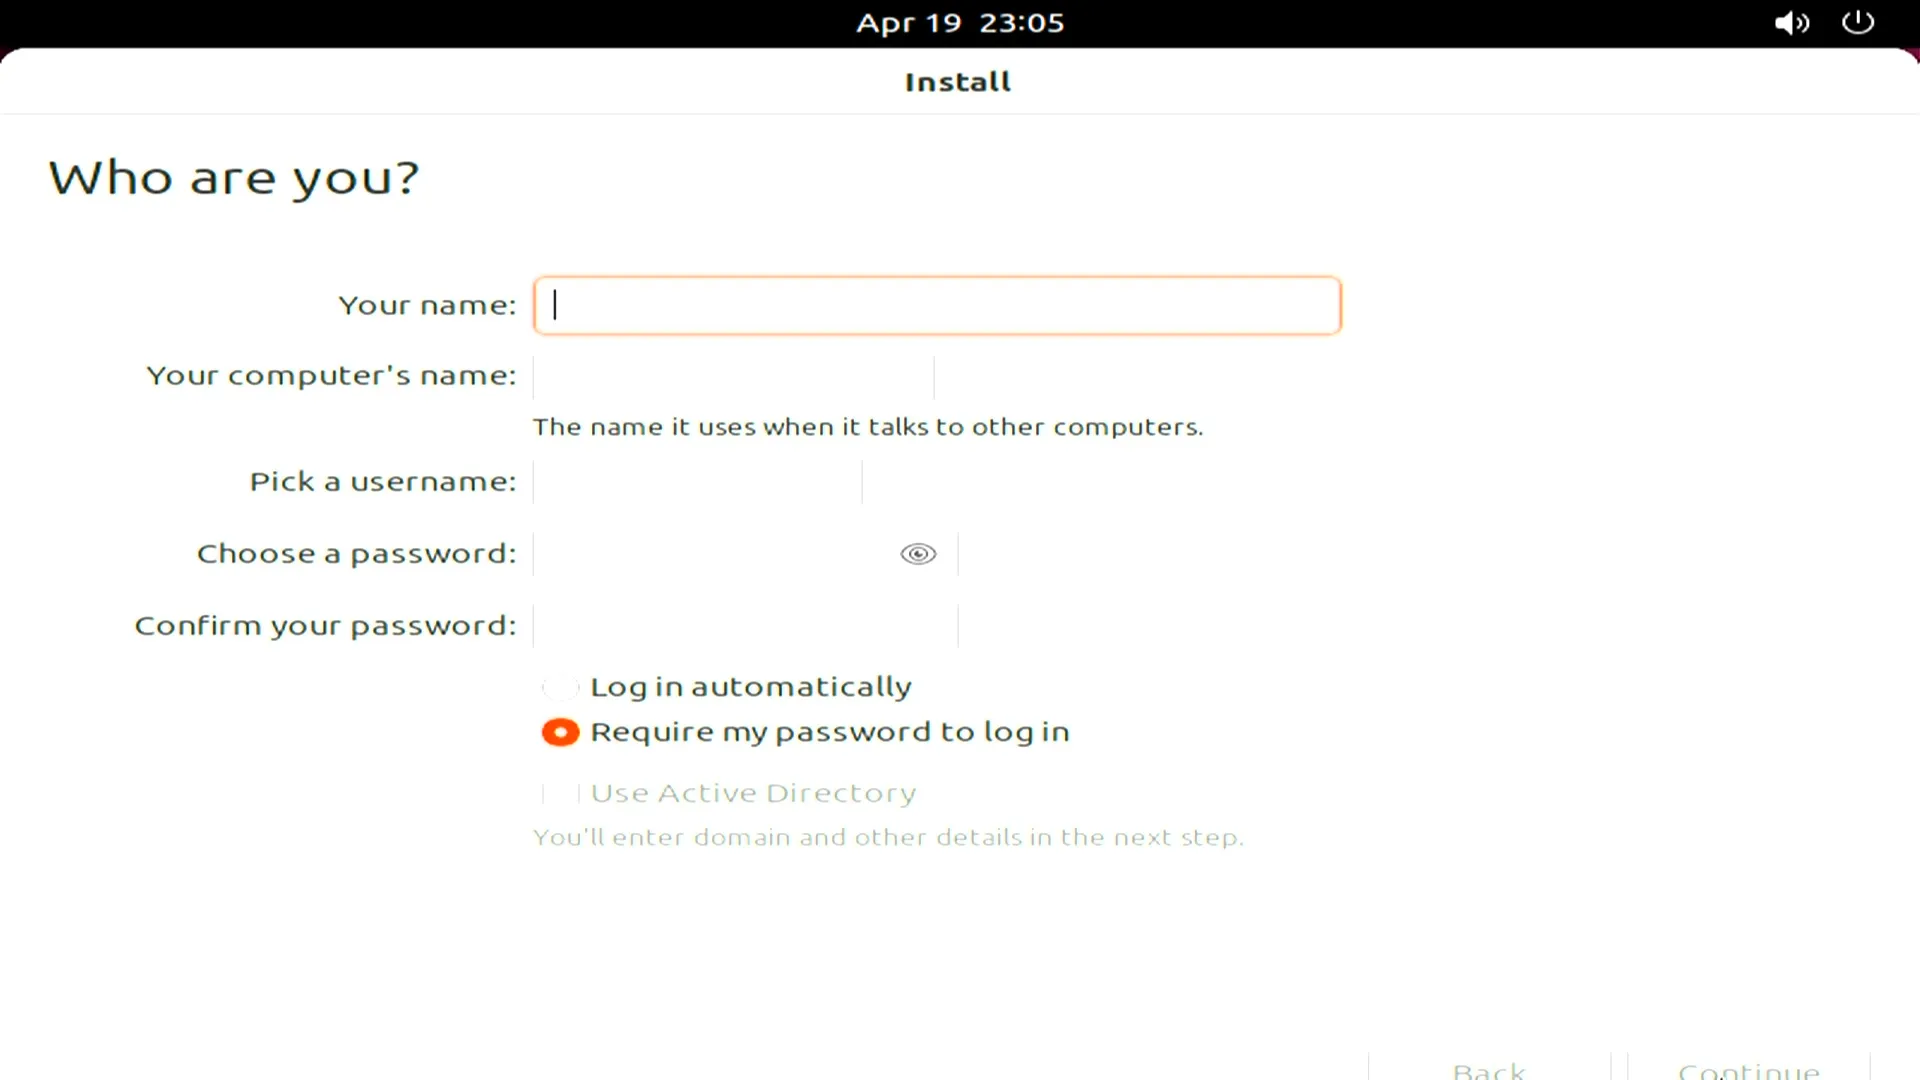 Apr 19 23:05
Install
Who are you?
Your name:
Your computer's name:
The name it uses when it talks to other computers.
Pick a username:
Choose a password:
Confirm your password:
Log in automatically
Require my password to log in
Use Active Directory
You'll enter domain and other details in the next step.
Back Continue